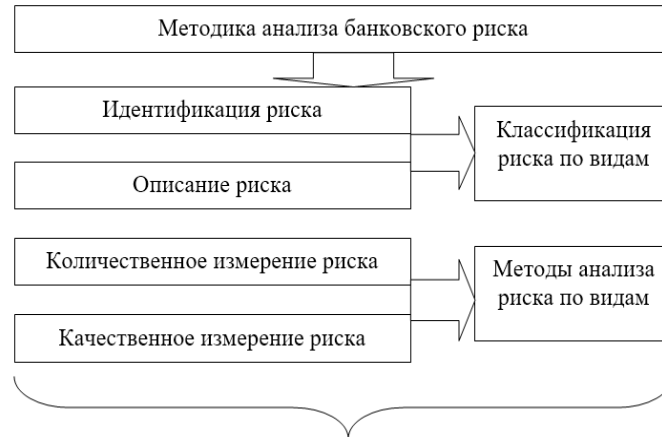 Методика анализа банковского риска
Идентификация риска
Описание риска
Классификация
риска по видам
Количественное измерение риска
Качественное измерение риска
Методы анализа
риска по видам